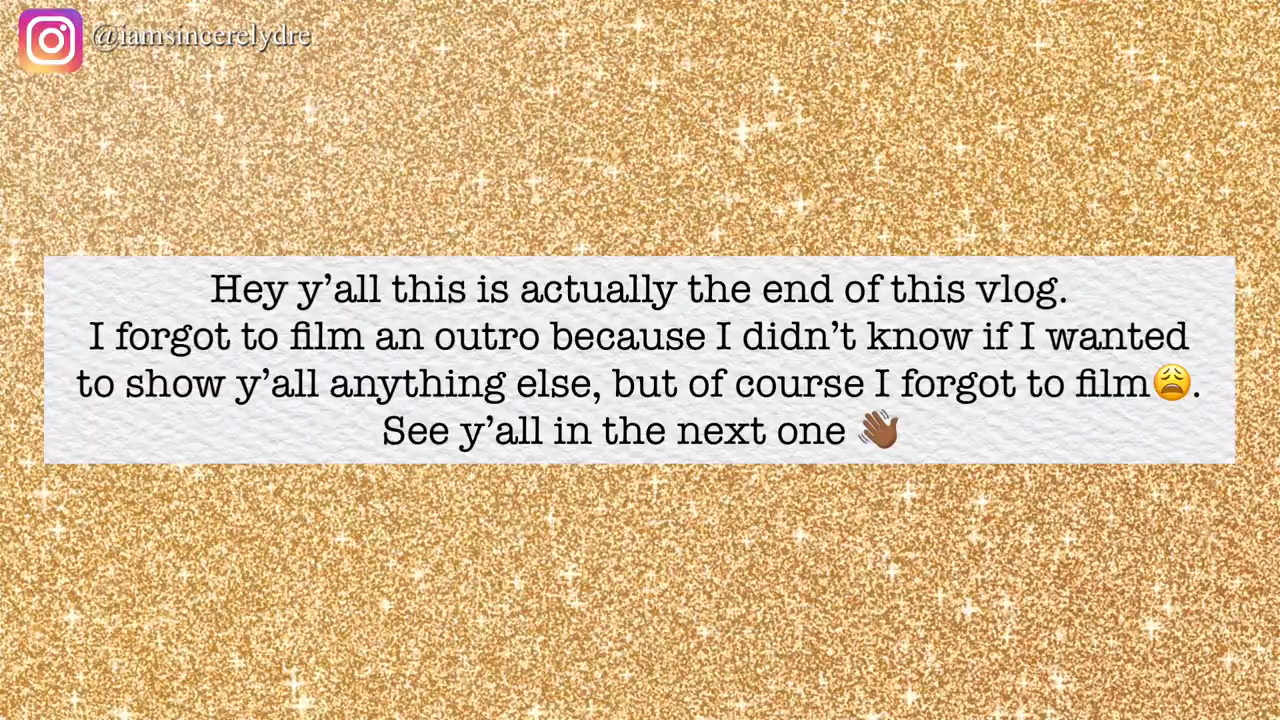 @iamsincerelydre
Hey y’all this is actually the end of this vlog.
I forgot to film an outro because I didn’t know if I wanted
to show y’all anything else, but of course I forgot to film😩.
See y’all in the next one 👋🏾